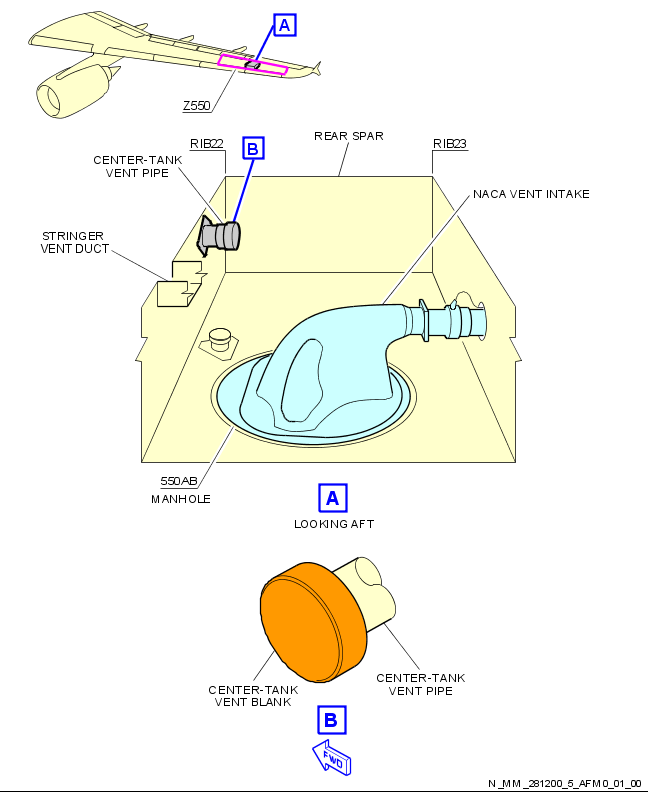 A
Z550
RIB22
B
REAR SPAR
RIB23
CENTER-TANK
VENT PIPE
NACA VENT INTAKE
STRINGER
VENT DUCT
550AB
MANHOLE
A
LOOKING AFT
CENTER-TANK
VENT BLANK
CENTER-TANK
VENT PIPE
B
FWD
N_MM_281200_5_AFM0_01_00